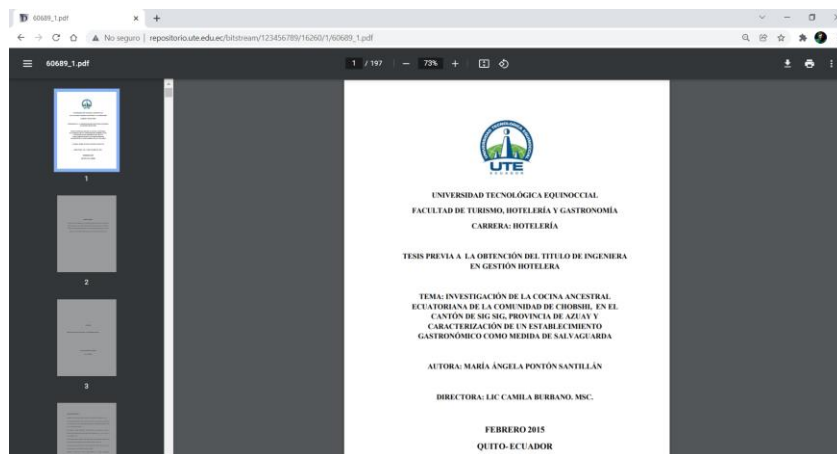 60689_1.pdf
No seguro | repositorio.ute.edu.ec/bitstream/123456789/16260/1/60689_1.pdf
60689_1.pdf
1 / 197
73%
1
2
3
UTE
ECUADOR
UNIVERSIDAD TECNOLÓGICA EQUINOCCIAL
FACULTAD DE TURISMO, HOTELERÍA Y GASTRONOMÍA
CARRERA: HOTELERÍA
TESIS PREVIA A LA OBTENCIÓN DEL TITULO DE INGENIERA
EN GESTIÓN HOTELERA
TEMA: INVESTIGACIÓN DE LA COCINA ANCESTRAL
ECUATORIANA DE LA COMUNIDAD DE CHOBSHI, EN EL
CANTÓN DE SIG SIG, PROVINCIA DE AZUAY Y
CARACTERIZACIÓN DE UN ESTABLECIMIENTO
GASTRONÓMICO COMO MEDIDA DE SALVAGUARDA
AUTORA: MARÍA ÁNGELA PONTÓN SANTILLÁN
DIRECTORA: LIC CAMILA BURBANO. MSC.
FEBRERO 2015
QUITO- ECUADOR